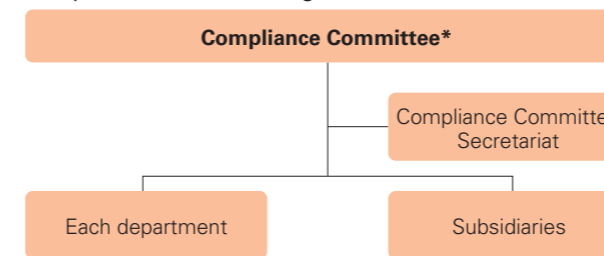 Compliance Committee*
Compliance Committe
Secretariat
Each department
Subsidiaries